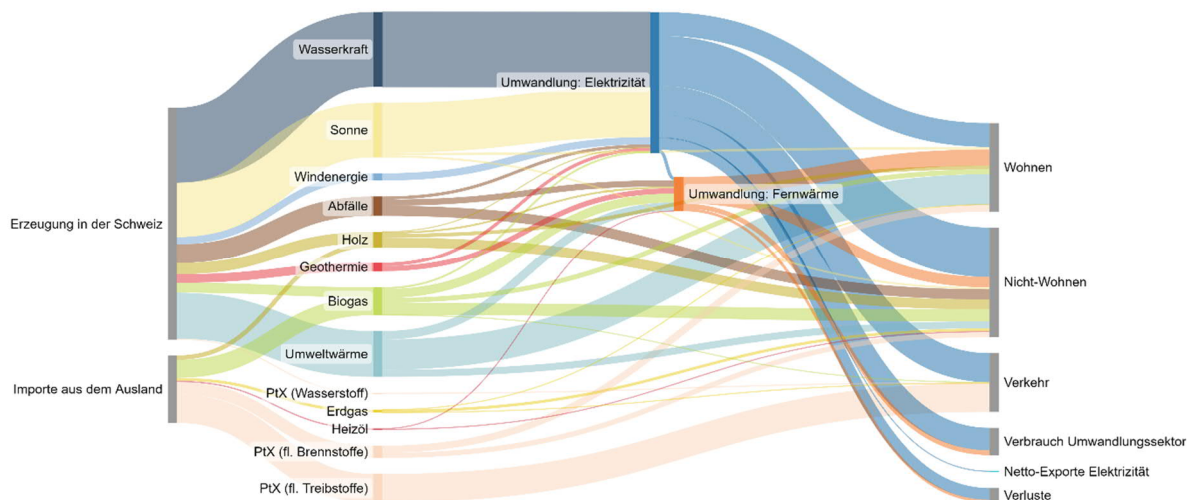 Erzeugung in der Schweiz
Importe aus dem Ausland
Wasserkraft
Sonne
Windenergie
Abfälle
Holz
Geothermie
Biogas
Umweltwärme
PtX (Wasserstoff)
Erdgas
Heizöl
PtX (fl. Brennstoffe)
PtX (fl. Treibstoffe)
Umwandlung: Elektrizität
Umwandlung: Fernwärme
Wohnen
Nicht-Wohnen
Verkehr
Verbrauch Umwandlungssektor
Netto-Exporte Elektrizität
Verluste